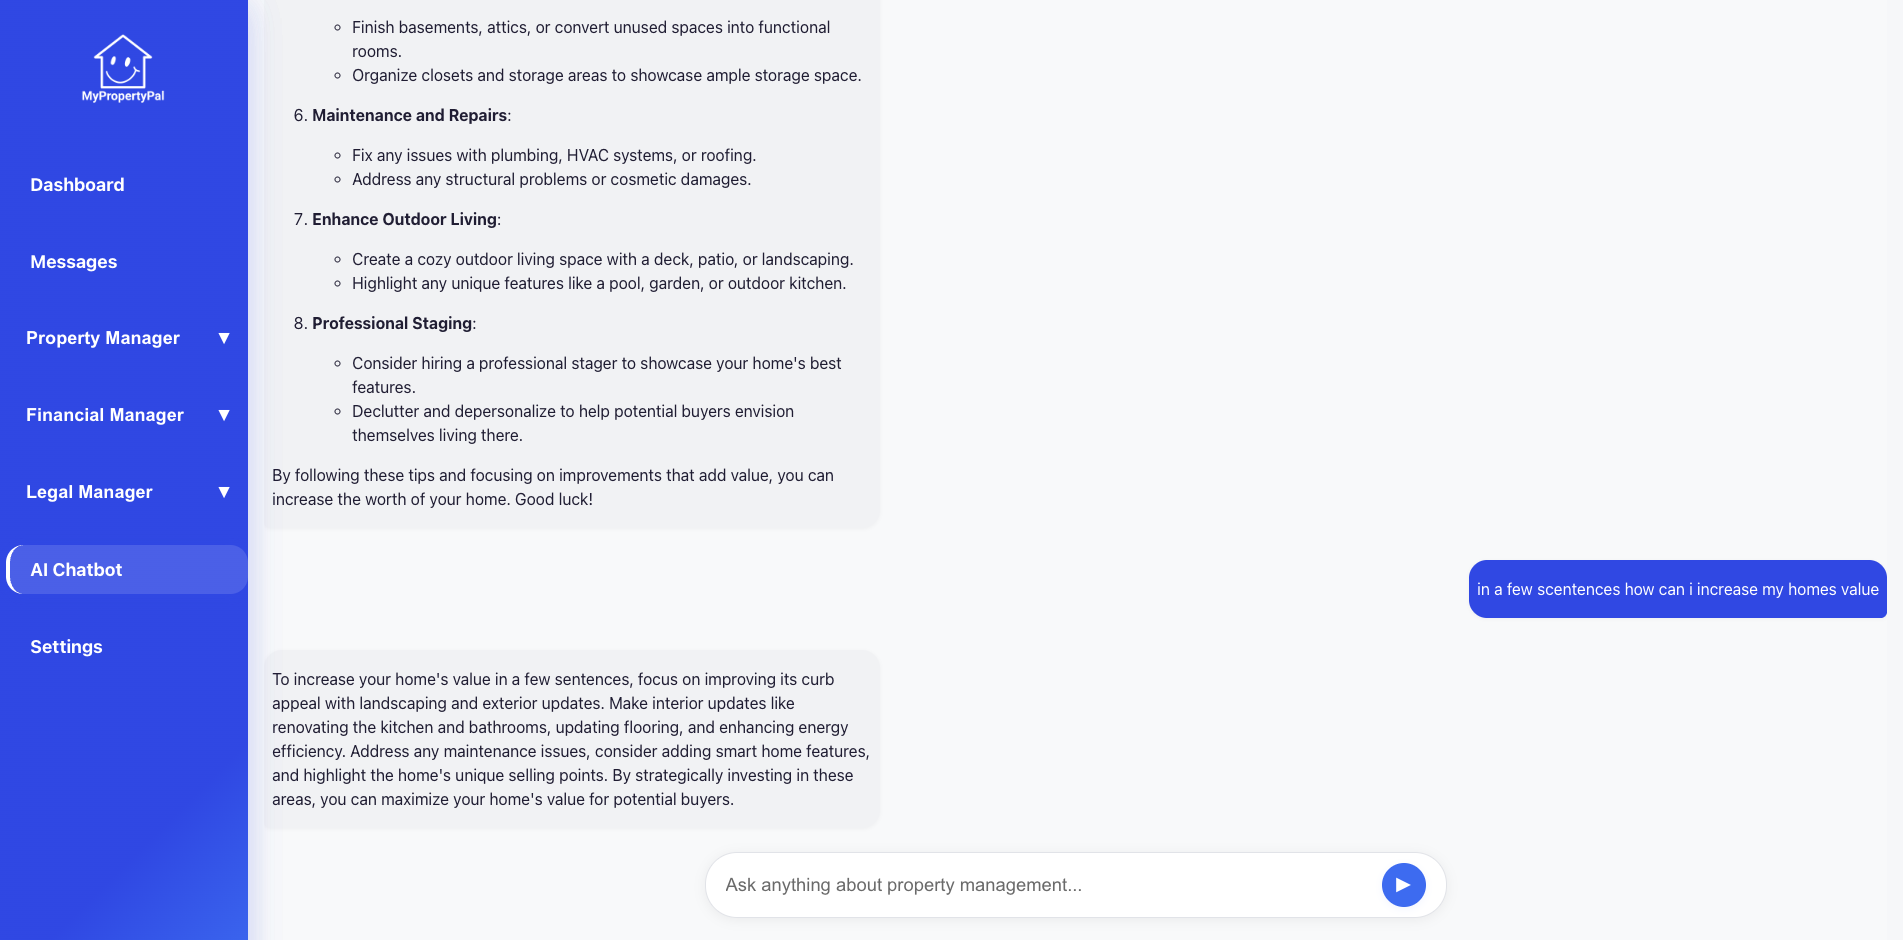 MyPropertyPal
Dashboard
Messages
Property Manager ▼
Financial Manager ▼
Legal Manager ▼
AI Chatbot
Settings
◦ Finish basements, attics, or convert unused spaces into functional
rooms.
◦ Organize closets and storage areas to showcase ample storage space.
6. Maintenance and Repairs:
◦ Fix any issues with plumbing, HVAC systems, or roofing.
◦ Address any structural problems or cosmetic damages.
7. Enhance Outdoor Living:
◦ Create a cozy outdoor living space with a deck, patio, or landscaping.
◦ Highlight any unique features like a pool, garden, or outdoor kitchen.
8. Professional Staging:
◦ Consider hiring a professional stager to showcase your home's best
features.
◦ Declutter and depersonalize to help potential buyers envision
themselves living there.
By following these tips and focusing on improvements that add value, you can
increase the worth of your home. Good luck!
in a few scentences how can i increase my homes value
To increase your home's value in a few sentences, focus on improving its curb
appeal with landscaping and exterior updates. Make interior updates like
renovating the kitchen and bathrooms, updating flooring, and enhancing energy
efficiency. Address any maintenance issues, consider adding smart home features,
and highlight the home's unique selling points. By strategically investing in these
areas, you can maximize your home's value for potential buyers.
Ask anything about property management...